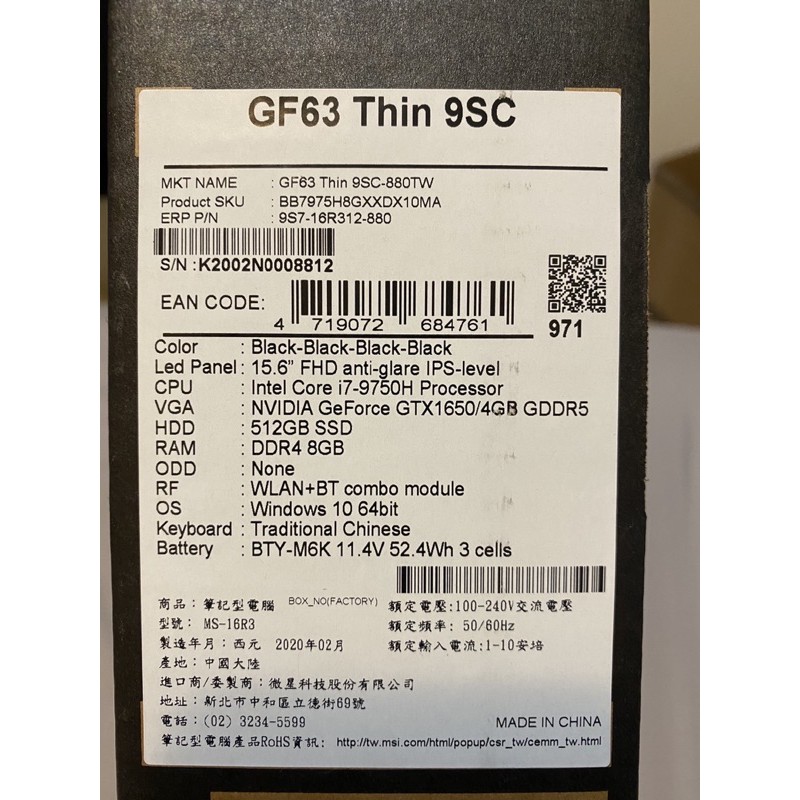 GF63 Thin 9SC
MKT NAME : GF63 Thin 9SC-880TW
Product SKU : BB7975H8GXXDX10MA
ERP P/N : 9S7-16R312-880
S/N :K2002N0008812
EAN CODE:
4 719072 684761
971
Color : Black-Black-Black-Black
Led Panel : 15.6” FHD anti-glare IPS-level
CPU : Intel Core i7-9750H Processor
VGA : NVIDIA GeForce GTX1650/4GB GDDR5
HDD : 512GB SSD
RAM : DDR4 8GB
ODD : None
RF : WLAN+BT combo module
OS : Windows 10 64bit
Keyboard : Traditional Chinese
Battery : BTY-M6K 11.4V 52.4Wh 3 cells
商品：筆記型電腦 BOX_NO(FACTORY) 額定電壓:100-240V交流電壓
型號： MS-16R3 額定頻率: 50/60Hz
製造年月：西元 2020年02月 額定輸入電流:1-10安培
產地：中國大陸
進口商/委製商：微星科技股份有限公司
地址：新北市中和區立德街69號
電話：(02) 3234-5599 MADE IN CHINA
筆記型電腦產品RoHS資訊: http://tw.msi.com/html/popup/csr_tw/cemm_tw.html